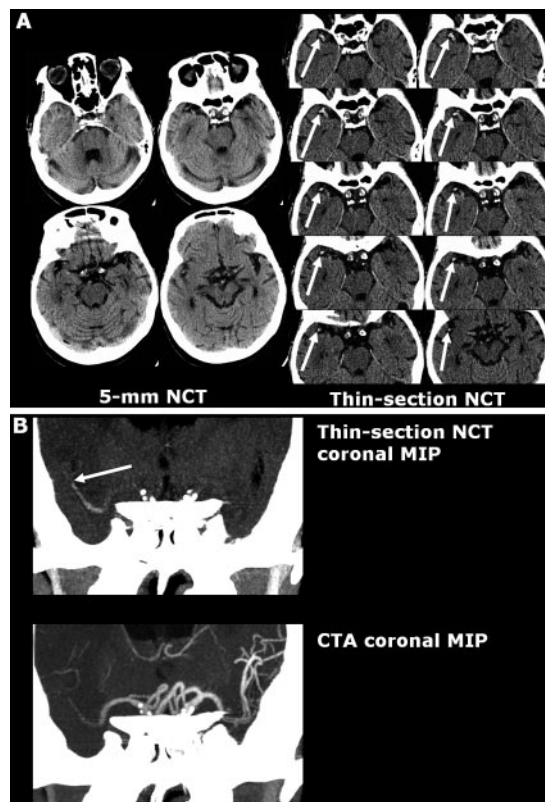 A
5-mm NCT
Thin-section NCT
B
Thin-section NCT
coronal MIP
CTA coronal MIP